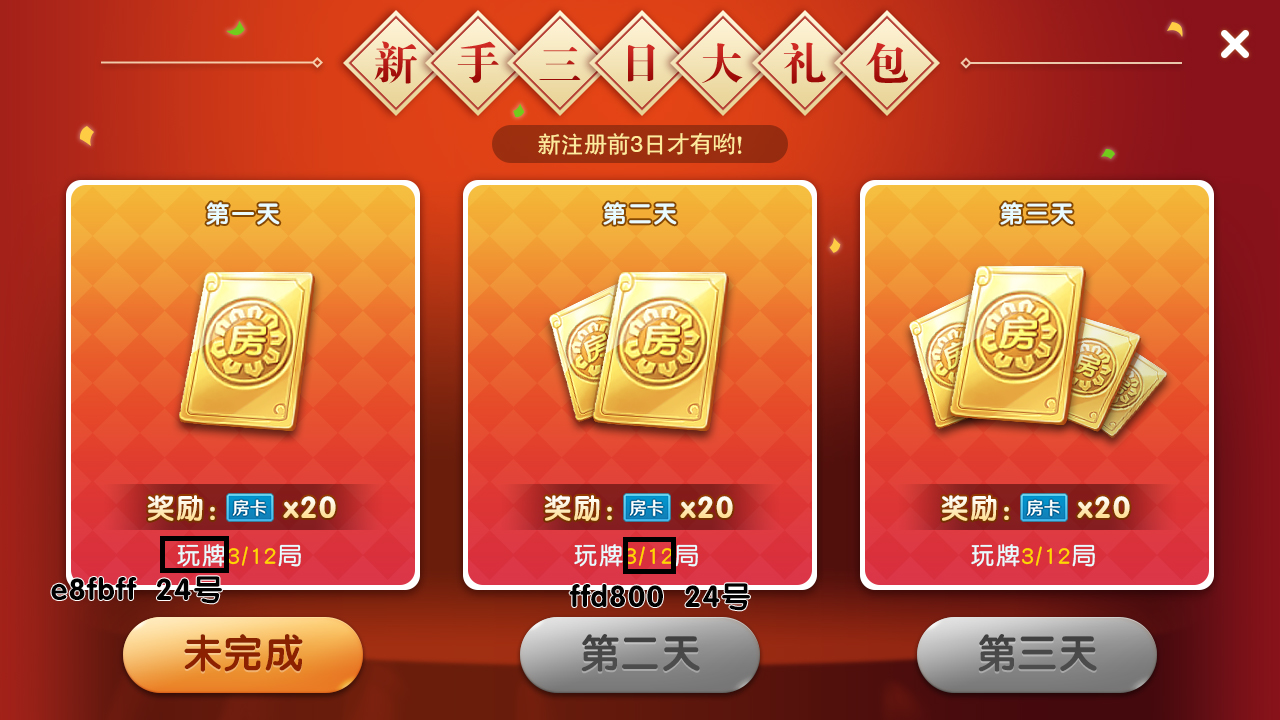 新手三日大礼包
新注册前3日才有哟!
第一天
房
奖励：房卡 x20
玩牌3/12局
e8fbff 24号
未完成
第二天
房
房
奖励：房卡 x20
玩牌3/12局
ffd800 24号
第二天
第三天
房
房
房
房
奖励：房卡 x20
玩牌3/12局
第三天